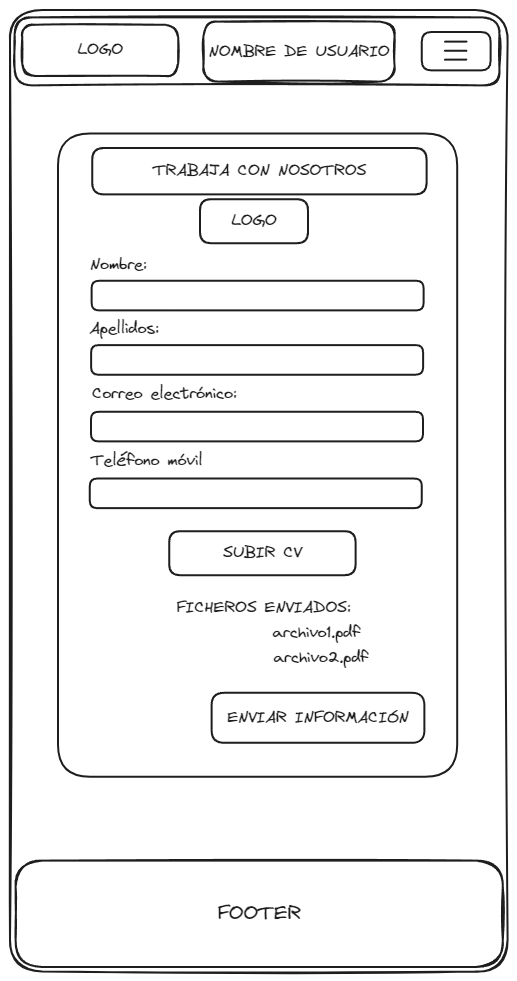 LOGO
NOMBRE DE USUARIO
TRABAJA CON NOSOTROS
LOGO
Nombre:
Apellidos:
Correo electrónico:
Teléfono móvil
SUBIR CV
FICHEROS ENVIADOS:
archivo1.pdf
archivo2.pdf
ENVIAR INFORMACIÓN
FOOTER